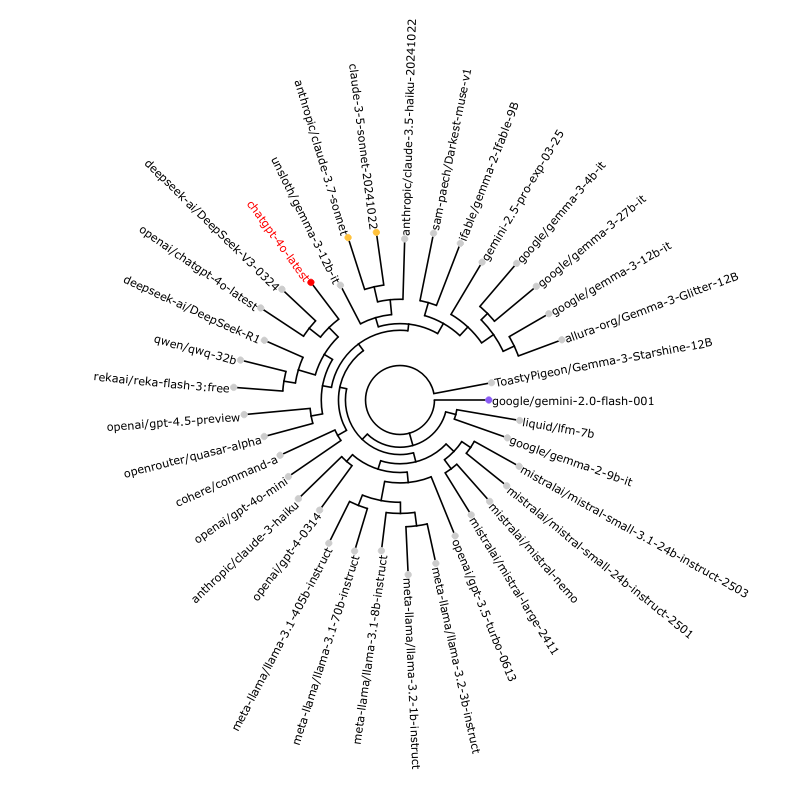 anthropic/claude-3.5-haiku-20241022
sam-paech/Darkest-muse-v1
ifable/gemma-2-Ifable-9B
gemini-2.5-pro-exp-03-25
google/gemma-3-4b-it
google/gemma-3-27b-it
google/gemma-3-12b-it
allura-org/Gemma-3-Glitter-12B
ToastyPigeon/Gemma-3-Starshine-12B
google/gemini-2.0-flash-001
liquid/lfm-7b
google/gemma-2-9b-it
mistralai/mistral-small-3.1-24b-instruct-2503
mistralai/mistral-small-24b-instruct-2501
mistralai/mistral-nemo
mistralai/mistral-large-2411
openai/gpt-3.5-turbo-0613
meta-llama/llama-3.2-3b-instruct
meta-llama/llama-3.2-1b-instruct
meta-llama/llama-3.1-8b-instruct
meta-llama/llama-3.1-70b-instruct
meta-llama/llama-3.1-405b-instruct
openai/gpt-4-0314
anthropic/claude-3-haiku
openai/gpt-4o-mini
cohere/command-a
openrouter/quasar-alpha
openai/gpt-4.5-preview
rekaai/reka-flash-3:free
qwen/qwq-32b
deepseek-ai/DeepSeek-R1
openai/chatgpt-4o-latest
deepseek-ai/DeepSeek-V3-0324
chatgpt-4o-latest
unsloth/gemma-3-12b-it
anthropic/claude-3.7-sonnet
claude-3-5-sonnet-20241022